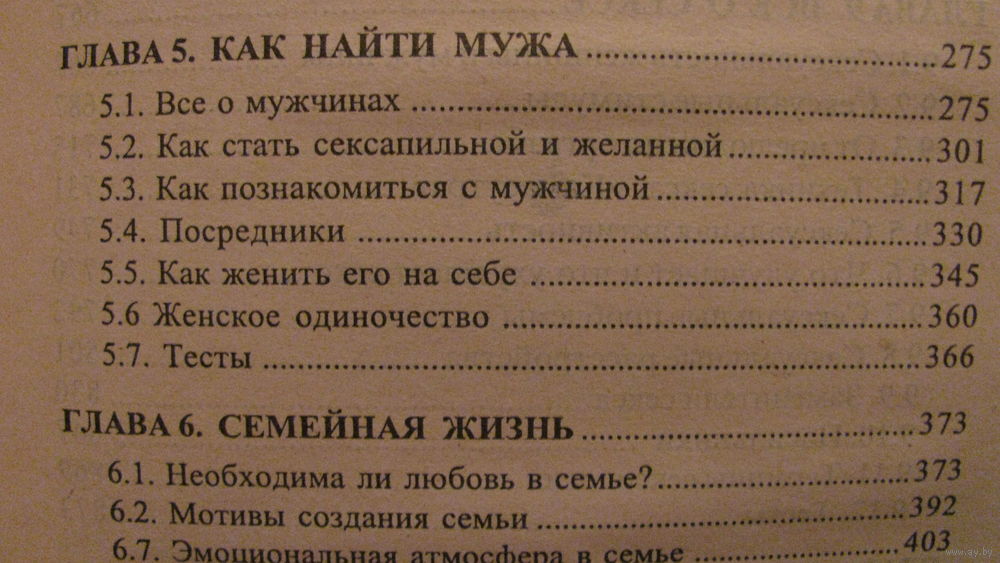 ГЛАВА 5. КАК НАЙТИ МУЖА ........................ 275
5.1. Все о мужчинах ........................ 275
5.2. Как стать сексапильной и желанной ........................ 301
5.3. Как познакомиться с мужчиной ........................ 317
5.4. Посредники ........................ 330
5.5. Как женить его на себе ........................ 345
5.6 Женское одиночество ........................ 360
5.7. Тесты ........................ 366
ГЛАВА 6. СЕМЕЙНАЯ ЖИЗНЬ ........................ 373
6.1. Необходима ли любовь в семье? ........................ 373
6.2. Мотивы создания семьи ........................ 392
6.7. Эмоциональная атмосфера в семье ........................ 403
www.ay.by